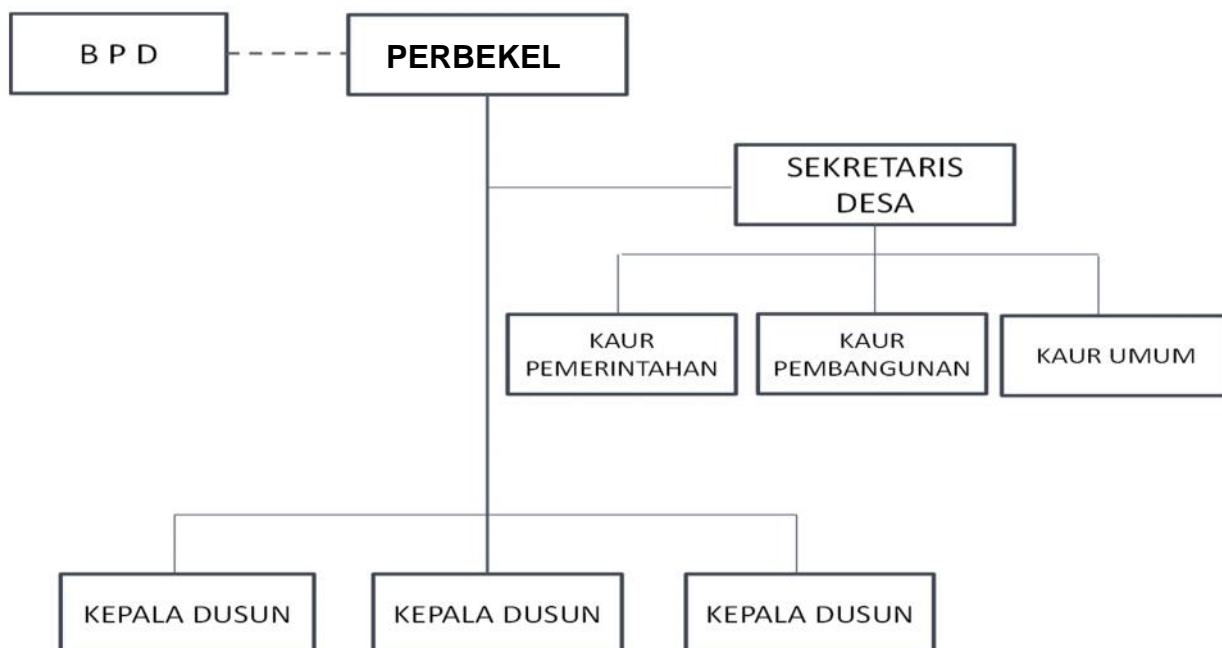 B P D
PERBEKEL
SEKRETARIS
DESA
KAUR
PEMERINTAHAN
KAUR
PEMBANGUNAN
KAUR UMUM
KEPALA DUSUN
KEPALA DUSUN
KEPALA DUSUN